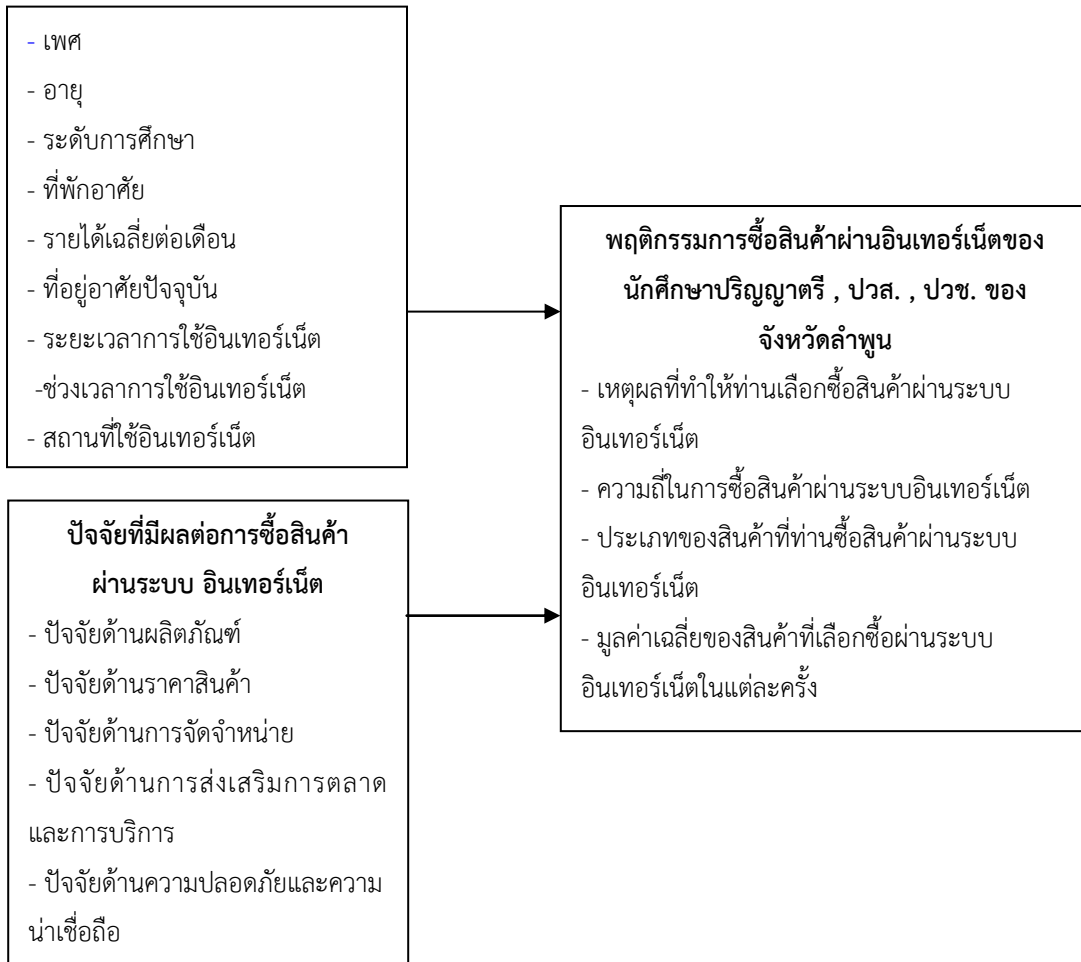 - เพศ
- อายุ
- ระดับการศึกษา
- ที่พักอาศัย
- รายได้เฉลี่ยต่อเดือน
- ที่อยู่อาศัยปัจจุบัน
- ระยะเวลาการใช้อินเทอร์เน็ต
-ช่วงเวลาการใช้อินเทอร์เน็ต
- สถานที่ใช้อินเทอร์เน็ต
ปัจจัยที่มีผลต่อการซื้อสินค้า
ผ่านระบบ อินเทอร์เน็ต
- ปัจจัยด้านผลิตภัณฑ์
- ปัจจัยด้านราคาสินค้า
- ปัจจัยด้านการจัดจำหน่าย
- ปัจจัยด้านการส่งเสริมการตลาด
และการบริการ
- ปัจจัยด้านความปลอดภัยและความ
น่าเชื่อถือ
พฤติกรรมการซื้อสินค้าผ่านอินเทอร์เน็ตของ
นักศึกษาปริญญาตรี , ปวส. , ปวช. ของ
จังหวัดลำพูน
- เหตุผลที่ทำให้ท่านเลือกซื้อสินค้าผ่านระบบ
อินเทอร์เน็ต
- ความถี่ในการซื้อสินค้าผ่านระบบอินเทอร์เน็ต
- ประเภทของสินค้าที่ท่านซื้อสินค้าผ่านระบบ
อินเทอร์เน็ต
- มูลค่าเฉลี่ยของสินค้าที่เลือกซื้อผ่านระบบ
อินเทอร์เน็ตในแต่ละครั้ง